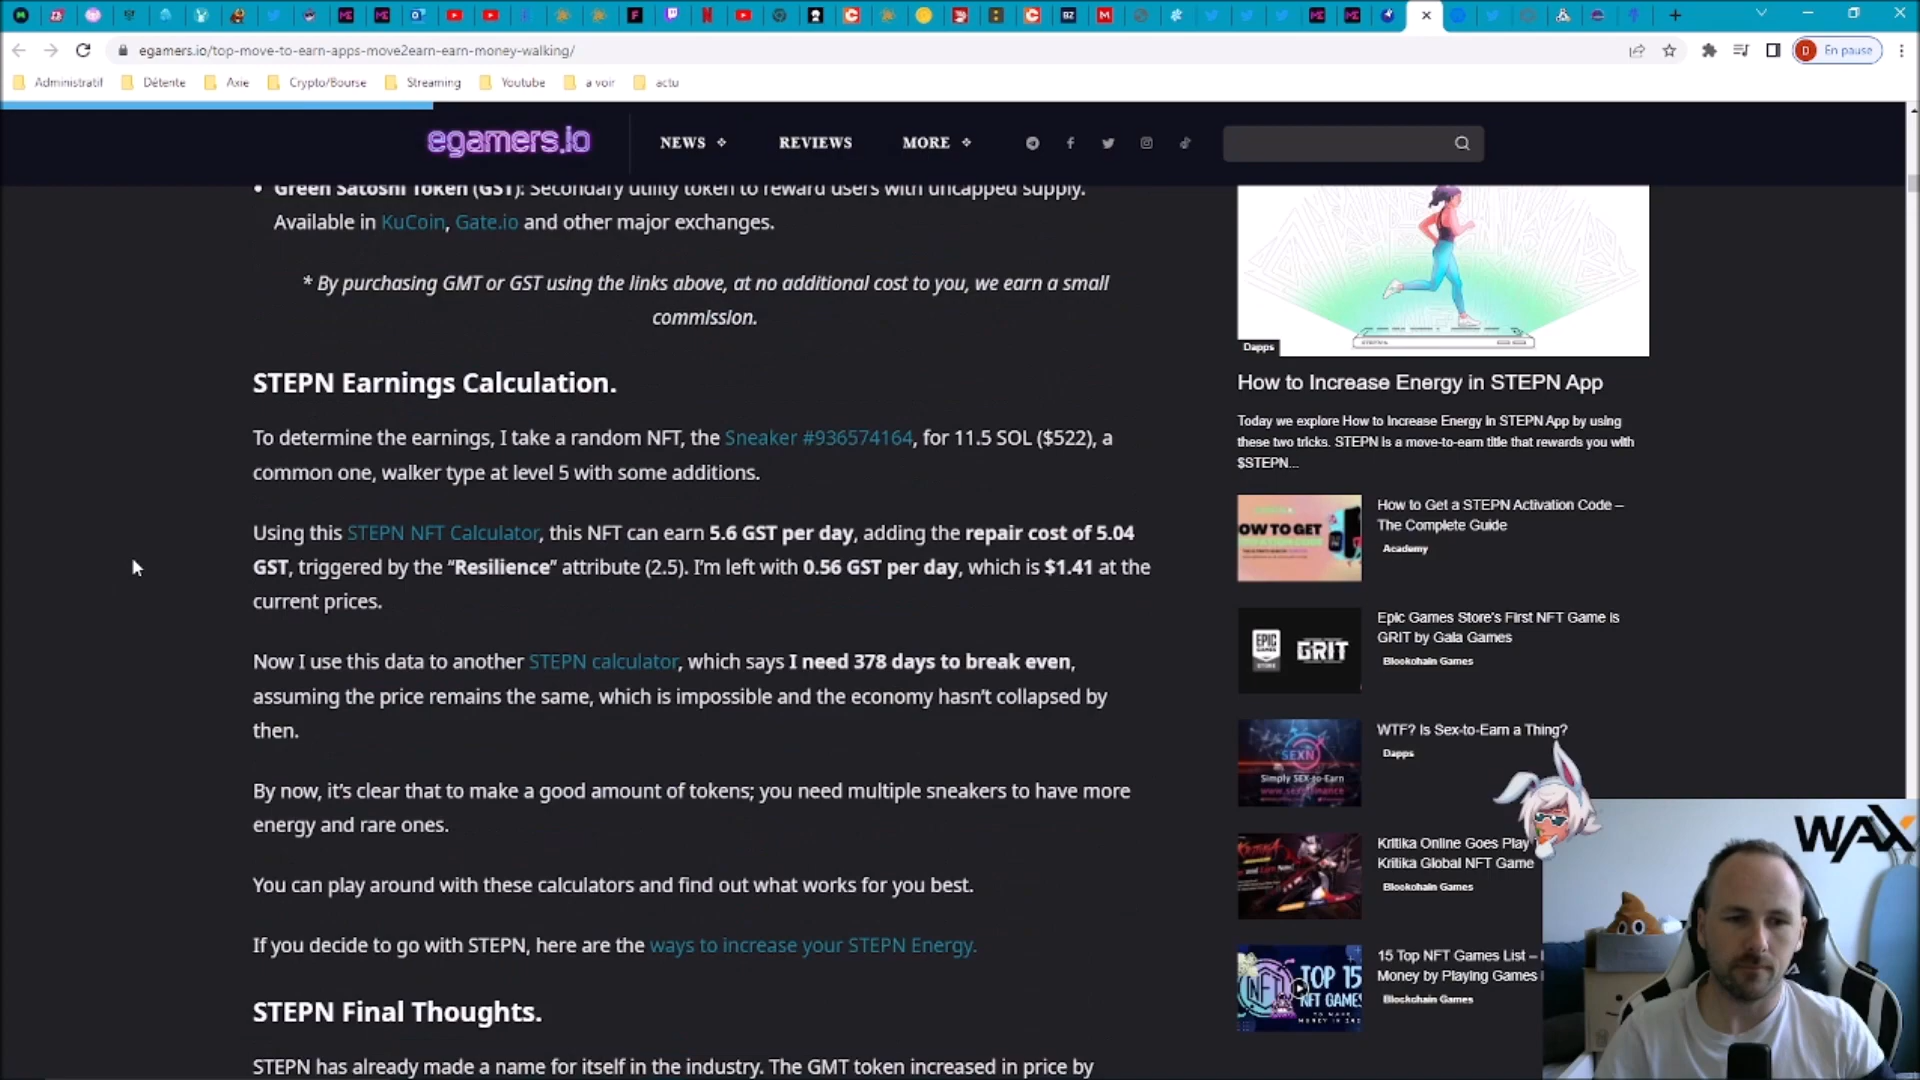 egamers.io/top-move-to-earn-apps-move2earn-earn-money-walking/
D En pause
Administratif Détente Axie Crypto/Bourse Streaming Youtube a voir actu
egamers.io NEWS REVIEWS MORE
Green Satoshi Token (GST): Secondary utility token to reward users with uncapped supply.
Available in KuCoin, Gate.io and other major exchanges.
* By purchasing GMT or GST using the links above, at no additional cost to you, we earn a small
commission.
STEPN Earnings Calculation.
To determine the earnings, I take a random NFT, the Sneaker #936574164, for 11.5 SOL ($522), a
common one, walker type at level 5 with some additions.
Using this STEPN NFT Calculator, this NFT can earn 5.6 GST per day, adding the repair cost of 5.04
GST, triggered by the “Resilience” attribute (2.5). I’m left with 0.56 GST per day, which is $1.41 at the
current prices.
Now I use this data to another STEPN calculator, which says I need 378 days to break even,
assuming the price remains the same, which is impossible and the economy hasn’t collapsed by
then.
By now, it’s clear that to make a good amount of tokens; you need multiple sneakers to have more
energy and rare ones.
You can play around with these calculators and find out what works for you best.
If you decide to go with STEPN, here are the ways to increase your STEPN Energy.
STEPN Final Thoughts.
STEPN has already made a name for itself in the industry. The GMT token increased in price by
Dapps
How to Increase Energy in STEPN App
Today we explore How to Increase Energy in STEPN App by using
these two tricks. STEPN is a move-to-earn title that rewards you with
$STEPN...
OW TO GET
How to Get a STEPN Activation Code –
The Complete Guide
Academy
EPIC
GAMES
GRIT
Epic Games Store's First NFT Game is
GRIT by Gala Games
Blockchain Games
SEXN
Simply SEX-to-Earn
WTF? Is Sex-to-Earn a Thing?
Dapps
Kritika Online Goes Play
Kritika Global NFT Game
Blockchain Games
NFT
TOP 15
NFT GAMES
15 Top NFT Games List –
Money by Playing Games
Blockchain Games
WAX